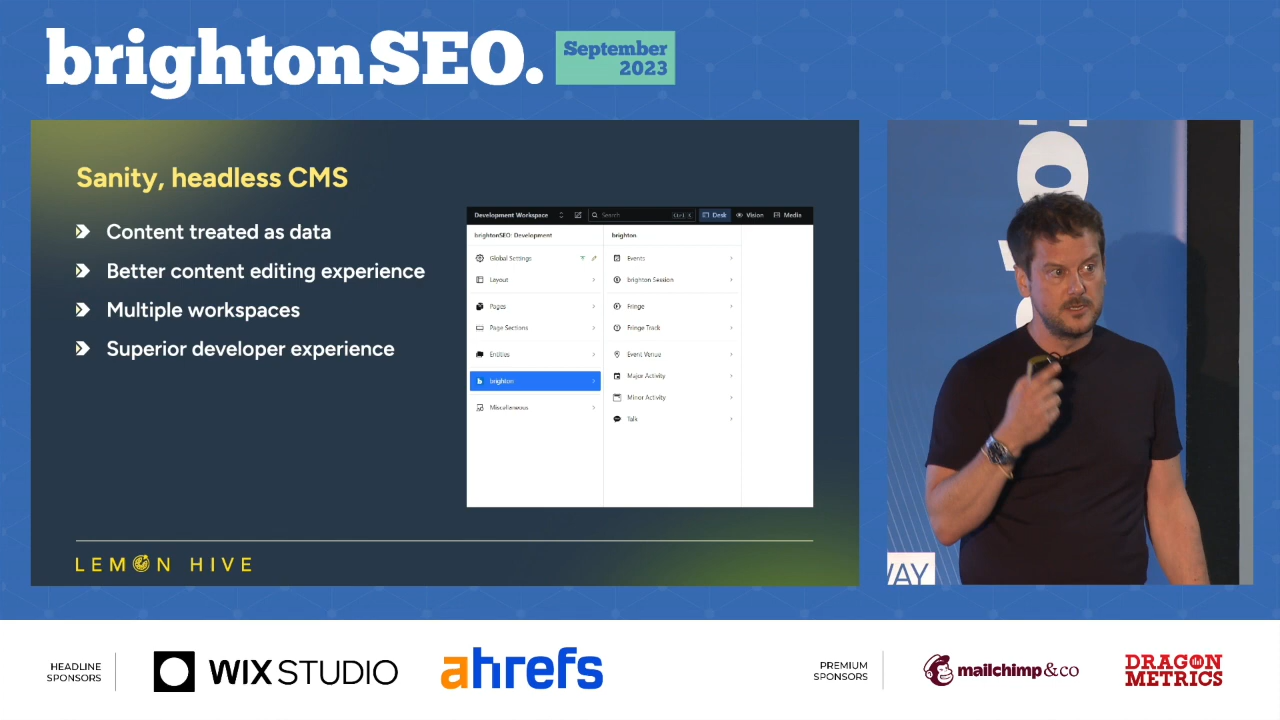 brightonSEO.
September
2023
Sanity, headless CMS
Content treated as data
Better content editing experience
Multiple workspaces
Superior developer experience
Development Workspace
Search
Ctrl K
Desk
Vision
Media
brightonSEO: Development
brighton
Global Settings
Layout
Pages
Page Sections
Entities
brighton
Miscellaneous
Events
Brighton Session
Fringe
Fringe Track
Event Venue
Major Activity
Minor Activity
Talk
LEMON HIVE
WAY
HEADLINE
SPONSORS
WIX STUDIO
ahrefs
PREMIUM
SPONSORS
mailchimp&co
DRAGON
METRICS